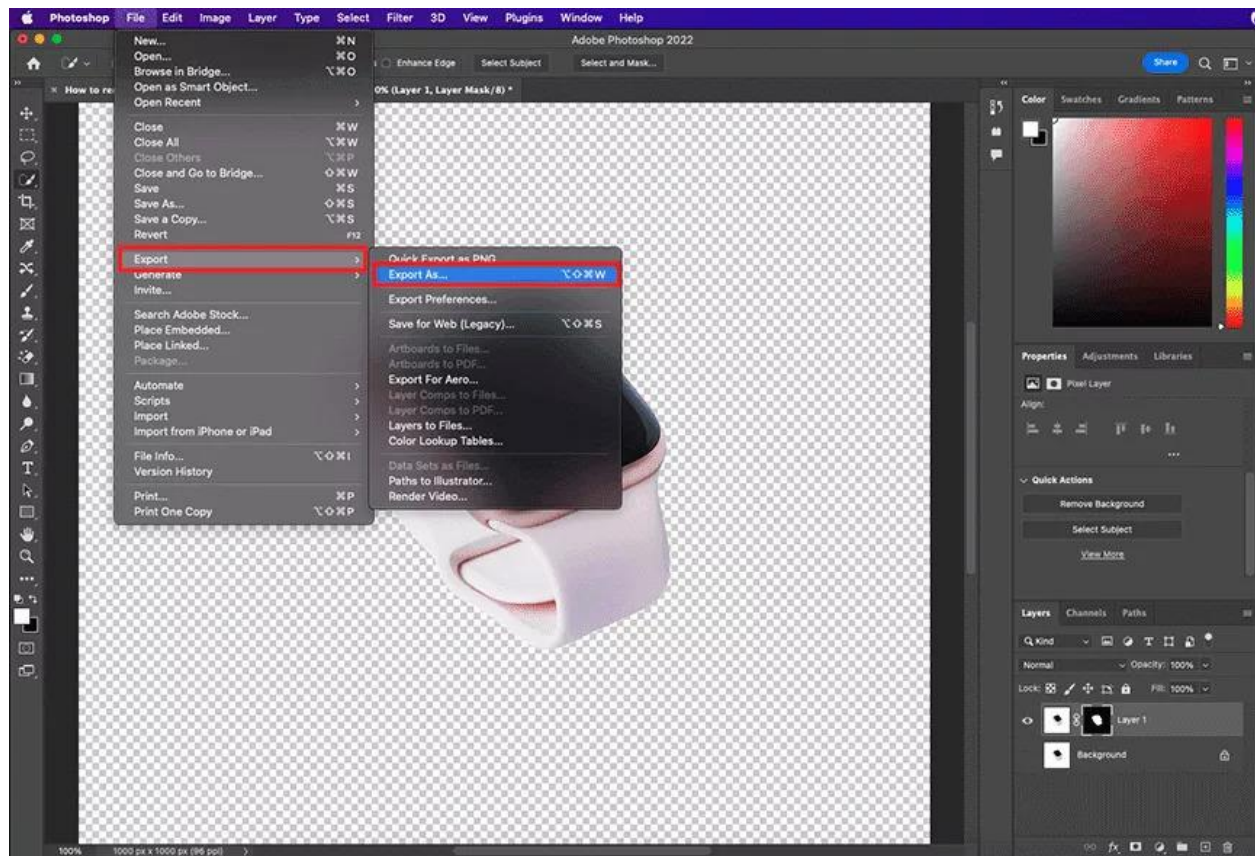 Photoshop File Edit Image Layer Type Select Filter 3D View Plugins Window Help
Adobe Photoshop 2022
Enhance Edge Select Subject Select and Mask... Share
× How to re 0% (Layer 1, Layer Mask/8) *
New... ⌘N
Open... ⌘O
Browse in Bridge... ⌥⌘O
Open as Smart Object...
Open Recent >
Close ⌘W
Close All ⌥⌘W
Close Others ⌥⌘P
Close and Go to Bridge... ⇧⌘W
Save ⌘S
Save As... ⇧⌘S
Save a Copy... ⌥⌘S
Revert F12
Export >
Generate >
Invite...
Search Adobe Stock...
Place Embedded...
Place Linked...
Package...
Automate >
Scripts >
Import >
Import from iPhone or iPad >
File Info... ⌥⇧⌘I
Version History
Print... ⌘P
Print One Copy ⌥⇧⌘P
Quick Export as PNG
Export As... ⌥⇧⌘W
Export Preferences...
Save for Web (Legacy)... ⌥⇧⌘S
Artboards to Files...
Artboards to PDF...
Export For Aero...
Layer Comps to Files...
Layer Comps to PDF...
Layers to Files...
Color Lookup Tables...
Data Sets as Files...
Paths to Illustrator...
Render Video...
Color Swatches Gradients Patterns
Properties Adjustments Libraries
Pixel Layer
Align:
...
Quick Actions
Remove Background
Select Subject
View More
Layers Channels Paths
Kind
Normal Opacity: 100%
Lock: Fill: 100%
Layer 1
Background
fx
100% 1000 px x 1000 px (96 ppi) >